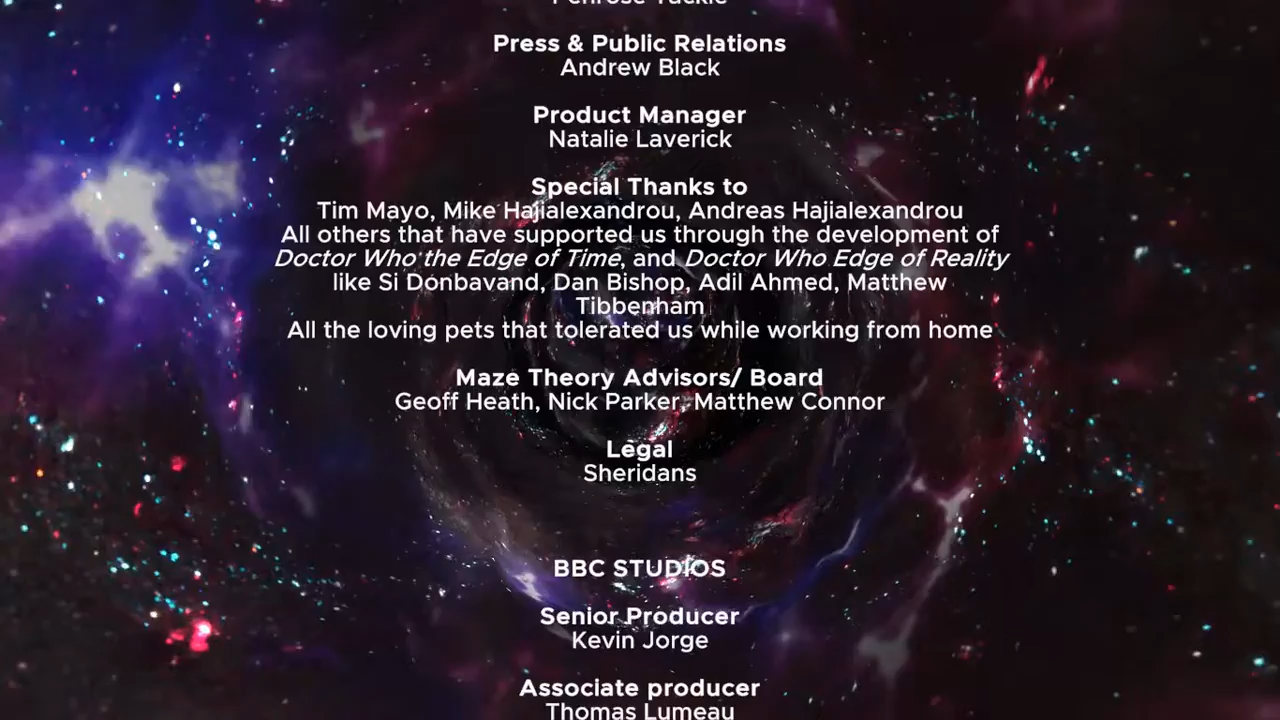 Press & Public Relations
Andrew Black
Product Manager
Natalie Laverick
Special Thanks to
Tim Mayo, Mike Hajialexandrou, Andreas Hajialexandrou
All others that have supported us through the development of
Doctor Who the Edge of Time, and Doctor Who Edge of Reality
like Si Donbavand, Dan Bishop, Adil Ahmed, Matthew
Tibbenham
All the loving pets that tolerated us while working from home
Maze Theory Advisors/ Board
Geoff Heath, Nick Parker, Matthew Connor
Legal
Sheridans
BBC STUDIOS
Senior Producer
Kevin Jorge
Associate producer
Thomas Lumeau